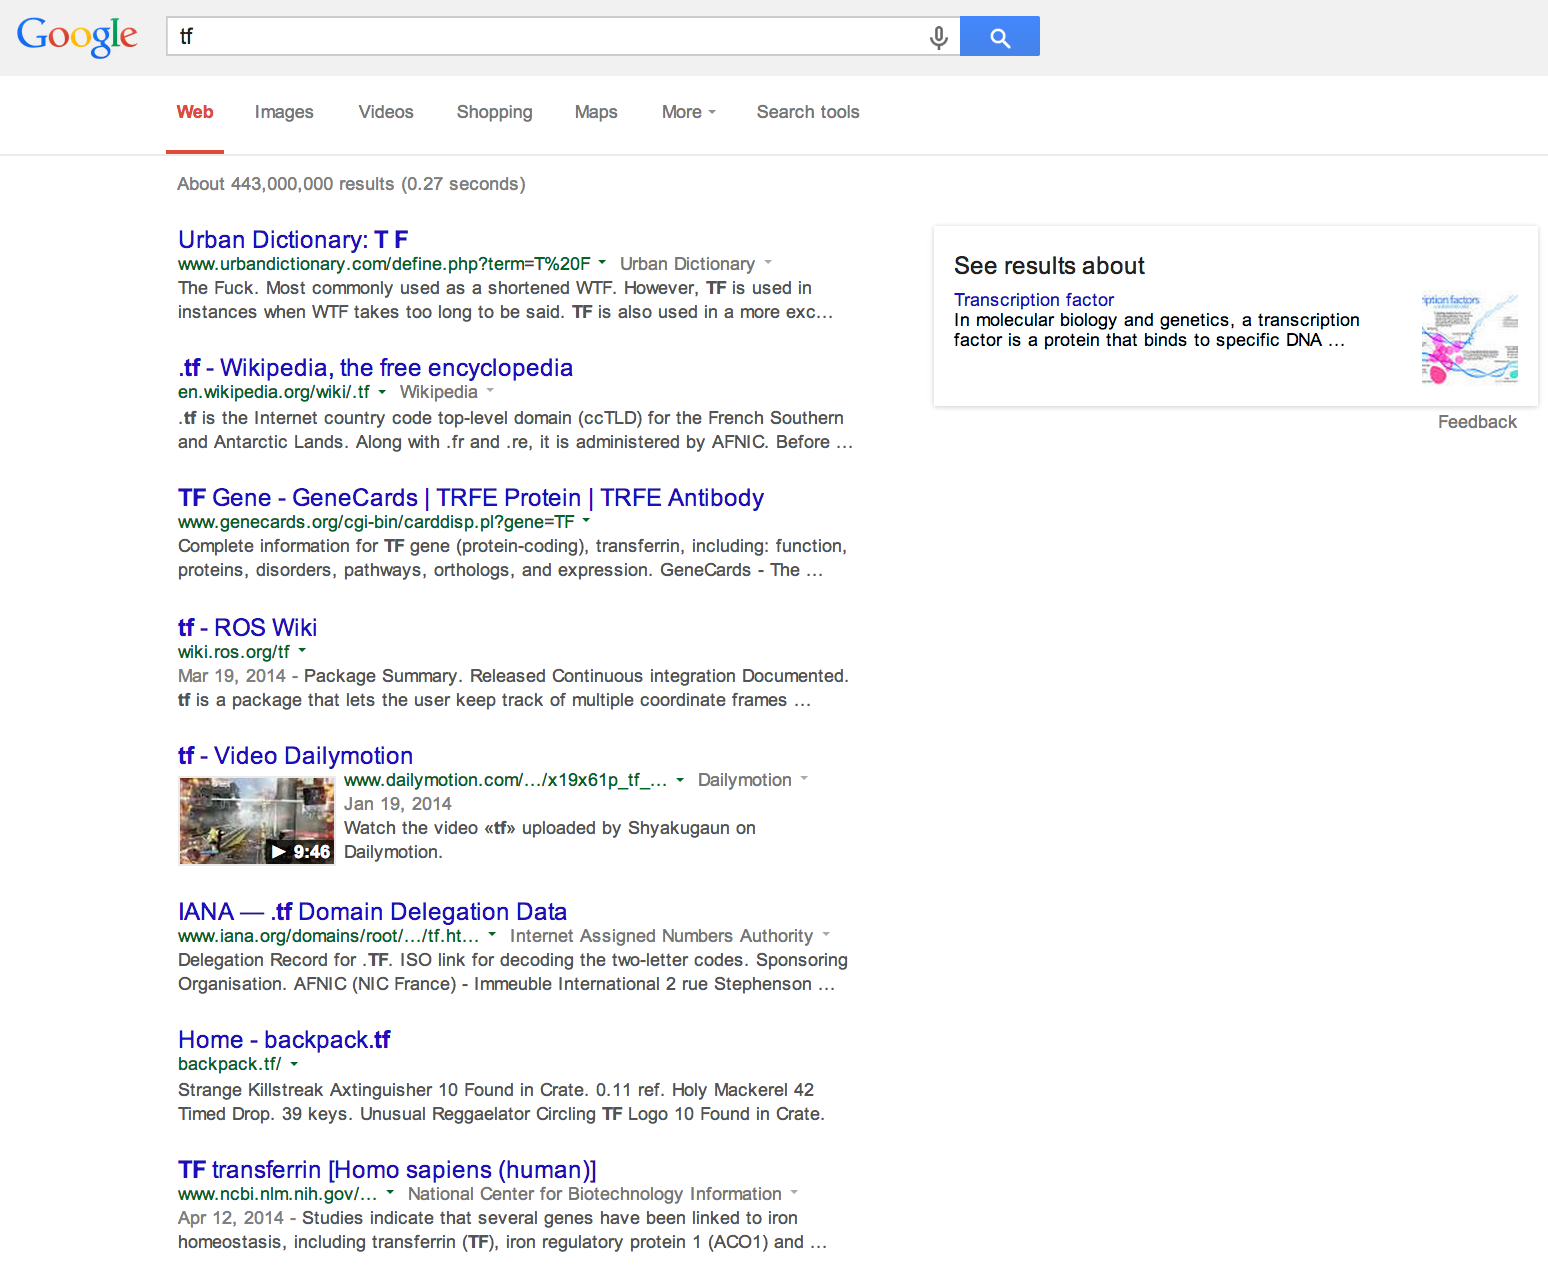 Google
tf
Web Images Videos Shopping Maps More Search tools
About 443,000,000 results (0.27 seconds)
Urban Dictionary: T F
www.urbandictionary.com/define.php?term=T%20F Urban Dictionary
The Fuck. Most commonly used as a shortened WTF. However, TF is used in
instances when WTF takes too long to be said. TF is also used in a more exc...
.tf - Wikipedia, the free encyclopedia
en.wikipedia.org/wiki/.tf Wikipedia
.tf is the Internet country code top-level domain (ccTLD) for the French Southern
and Antarctic Lands. Along with .fr and .re, it is administered by AFNIC. Before ...
TF Gene - GeneCards | TRFE Protein | TRFE Antibody
www.genecards.org/cgi-bin/carddisp.pl?gene=TF
Complete information for TF gene (protein-coding), transferrin, including: function,
proteins, disorders, pathways, orthologs, and expression. GeneCards - The ...
tf - ROS Wiki
wiki.ros.org/tf
Mar 19, 2014 - Package Summary. Released Continuous integration Documented.
tf is a package that lets the user keep track of multiple coordinate frames ...
tf - Video Dailymotion
www.dailymotion.com/.../x19x61p_tf_... Dailymotion
Jan 19, 2014
Watch the video «tf» uploaded by Shyakugaun on
Dailymotion.
9:46
IANA — .tf Domain Delegation Data
www.iana.org/domains/root/.../tf.ht... Internet Assigned Numbers Authority
Delegation Record for .TF. ISO link for decoding the two-letter codes. Sponsoring
Organisation. AFNIC (NIC France) - Immeuble International 2 rue Stephenson ...
Home - backpack.tf
backpack.tf/
Strange Killstreak Axtinguisher 10 Found in Crate. 0.11 ref. Holy Mackerel 42
Timed Drop. 39 keys. Unusual Reggaelator Circling TF Logo 10 Found in Crate.
TF transferrin [Homo sapiens (human)]
www.ncbi.nlm.nih.gov/... National Center for Biotechnology Information
Apr 12, 2014 - Studies indicate that several genes have been linked to iron
homeostasis, including transferrin (TF), iron regulatory protein 1 (ACO1) and ...
See results about
Transcription factor
In molecular biology and genetics, a transcription
factor is a protein that binds to specific DNA ...
ption factors
Feedback